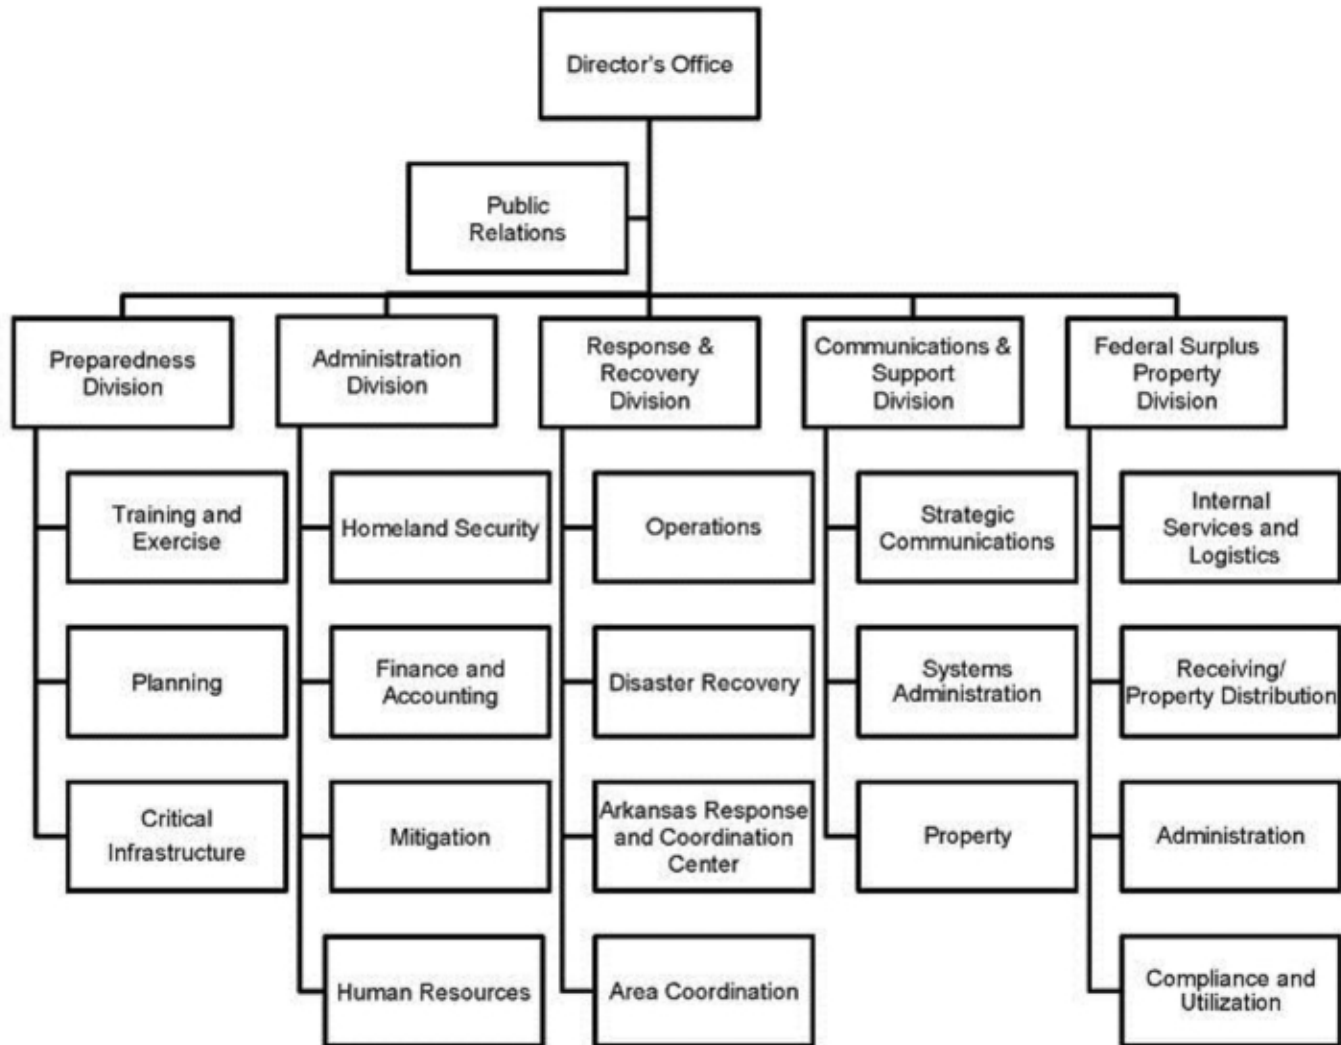 Director's Office
Public
Relations
Preparedness
Division
Administration
Division
Response &
Recovery
Division
Communications &
Support
Division
Federal Surplus
Property
Division
Training and
Exercise
Homeland Security
Operations
Strategic
Communications
Internal
Services and
Logistics
Planning
Finance and
Accounting
Disaster Recovery
Systems
Administration
Receiving/
Property Distribution
Critical
Infrastructure
Mitigation
Arkansas Response
and Coordination
Center
Property
Administration
Human Resources
Area Coordination
Compliance and
Utilization